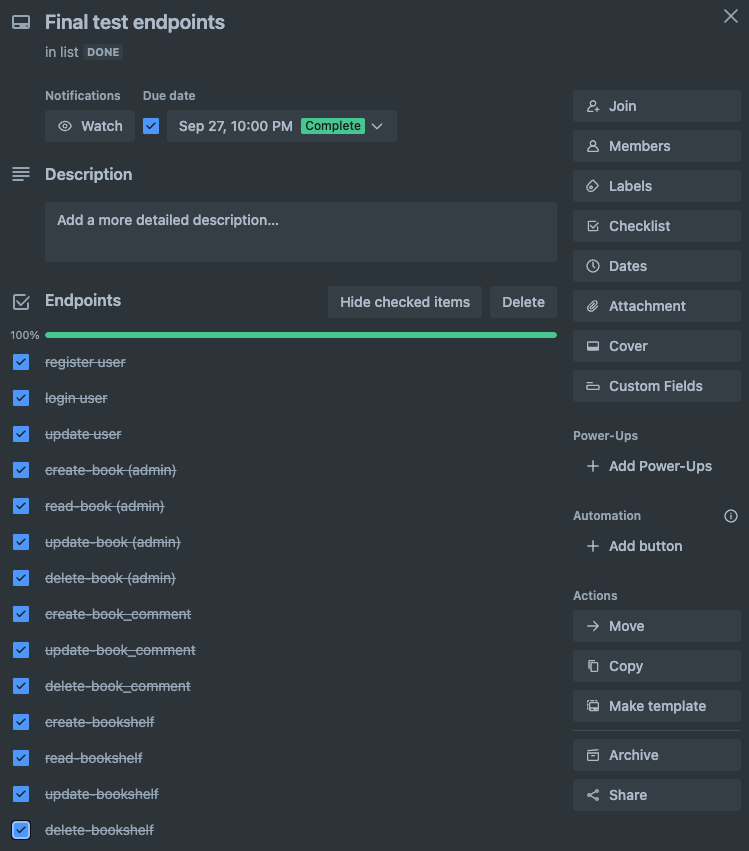 Final test endpoints
in list DONE
Notifications
Due date
Watch
Sep 27, 10:00 PM Complete
Description
Add a more detailed description...
Endpoints
Hide checked items
Delete
100%
register user
login user
update user
create-book (admin)
read-book (admin)
update-book (admin)
delete-book (admin)
create-book_comment
update-book_comment
delete-book_comment
create-bookshelf
read-bookshelf
update-bookshelf
delete-bookshelf
Join
Members
Labels
Checklist
Dates
Attachment
Cover
Custom Fields
Power-Ups
Add Power-Ups
Automation
Add button
Actions
Move
Copy
Make template
Archive
Share